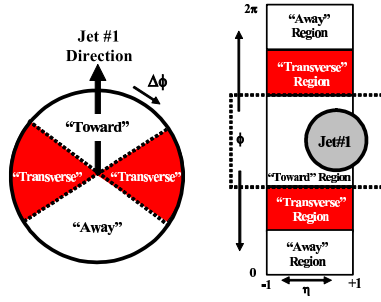 Jet #1
Direction
Δϕ
“Toward”
“Transverse”
“Transverse”
“Away”
2π
“Away”
Region
“Transverse”
Region
Jet#1
ϕ
“Toward” Region
“Transverse”
Region
“Away”
Region
0
-1
η
+1